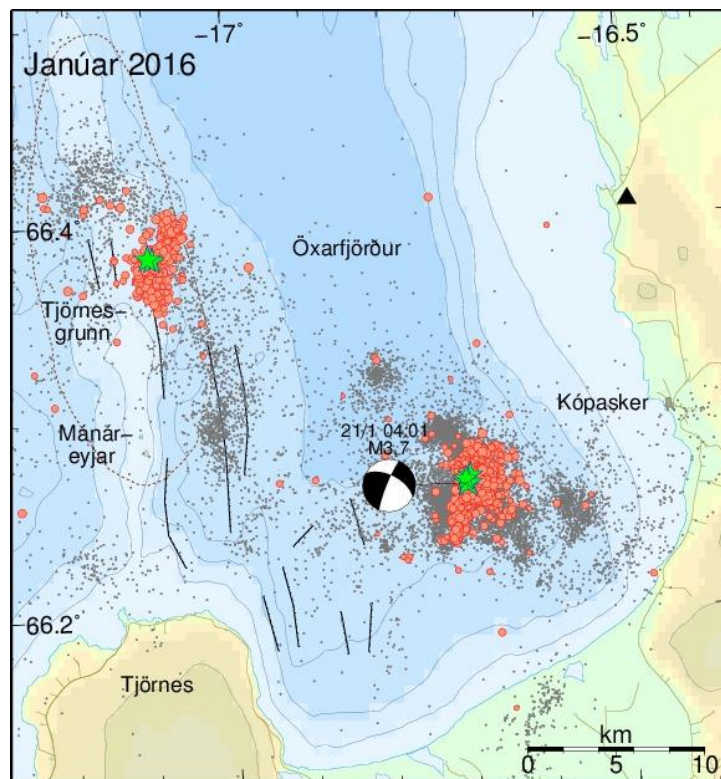 -17°
-16.5°
Janúar 2016
66.4°
Öxarfjörður
Tjörnes-
grunn
Kópasker
Mánár-
eyjar
21/1 04:01
M3.7
66.2°
Tjörnes
km
0 5 10